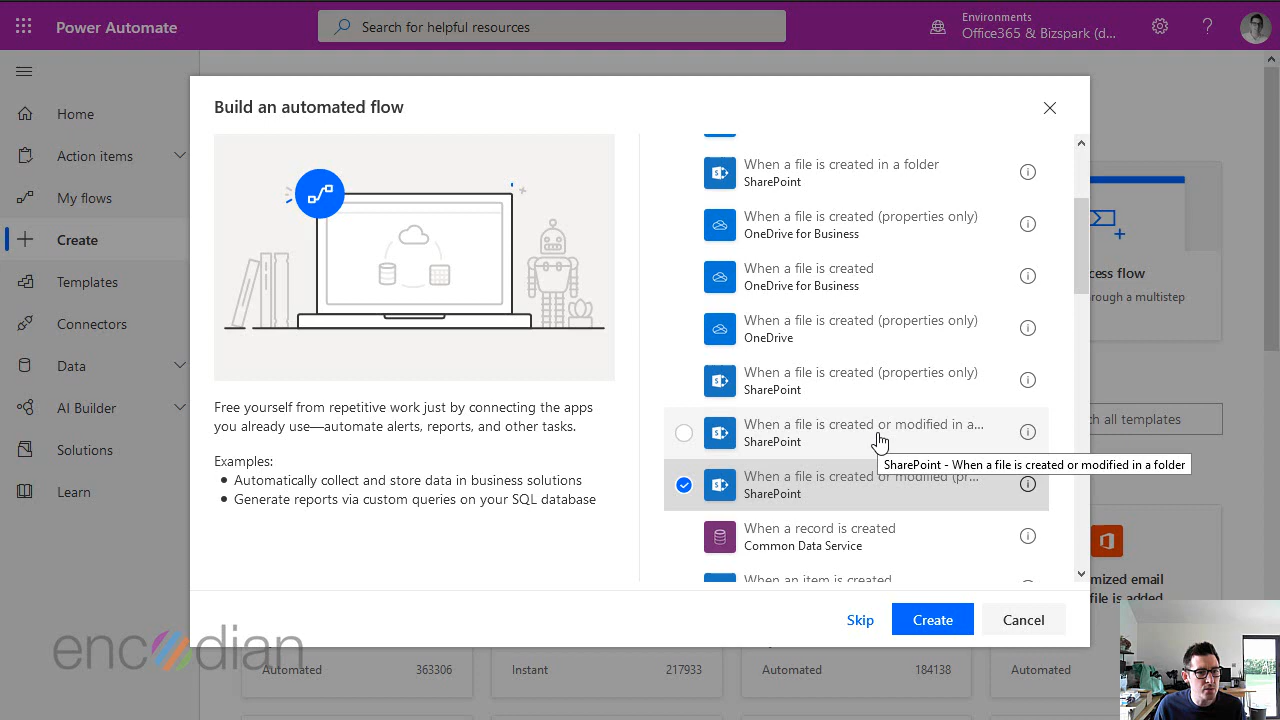 Power Automate
Search for helpful resources
Environments
Office365 & Bizspark (d...
Home
Action items
My flows
Create
Templates
Connectors
Data
AI Builder
Solutions
Learn
Build an automated flow
Free yourself from repetitive work just by connecting the apps
you already use—automate alerts, reports, and other tasks.
Examples:
• Automatically collect and store data in business solutions
• Generate reports via custom queries on your SQL database
When a file is created in a folder
SharePoint
When a file is created (properties only)
OneDrive for Business
When a file is created
OneDrive for Business
When a file is created (properties only)
OneDrive
When a file is created (properties only)
SharePoint
When a file is created or modified in a...
SharePoint
SharePoint - When a file is created or modified in a folder
When a file is created or modified (pr...
SharePoint
When a record is created
Common Data Service
When an item is created
Skip
Create
Cancel
cess flow
hrough a multistep
ch all templates
mized email
file is added
encodian
Automated
363306
Instant
217933
Automated
184138
Automated